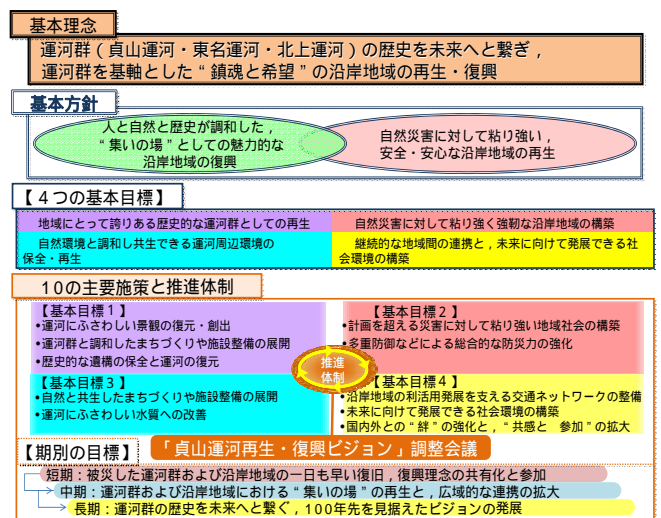 基本理念
運河群(貞山運河・東名運河・北上運河)の歴史を未来へと繋ぎ,
運河群を基軸とした“鎮魂と希望”の沿岸地域の再生・復興
基本方針
人と自然と歴史が調和した,
“集いの場”としての魅力的な
沿岸地域の復興
自然災害に対して粘り強い,
安全・安心な沿岸地域の再生
【4つの基本目標】
地域にとって誇りある歴史的な運河群としての再生
自然災害に対して粘り強く強靭な沿岸地域の構築
自然環境と調和し共生できる運河周辺環境の
保全・再生
継続的な地域間の連携と,未来に向けて発展できる社
会環境の構築
10の主要施策と推進体制
【基本目標1】
•運河にふさわしい景観の復元・創出
•運河群と調和したまちづくりや施設整備の展開
•歴史的な遺構の保全と運河の復元
【基本目標2】
•計画を超える災害に対して粘り強い地域社会の構築
•多重防御などによる総合的な防災力の強化
推進
体制
【基本目標3】
•自然と共生したまちづくりや施設整備の展開
•運河にふさわしい水質への改善
【基本目標4】
•沿岸地域の利活用発展を支える交通ネットワークの整備
•未来に向けて発展できる社会環境の構築
•国内外との“絆”の強化と,“共感と 参加”の拡大
【期別の目標】
「貞山運河再生・復興ビジョン」調整会議
短期:被災した運河群および沿岸地域の一日も早い復旧,復興理念の共有化と参加
中期:運河群および沿岸地域における“集いの場”の再生と,広域的な連携の拡大
長期:運河群の歴史を未来へと繋ぐ,100年先を見据えたビジョンの発展